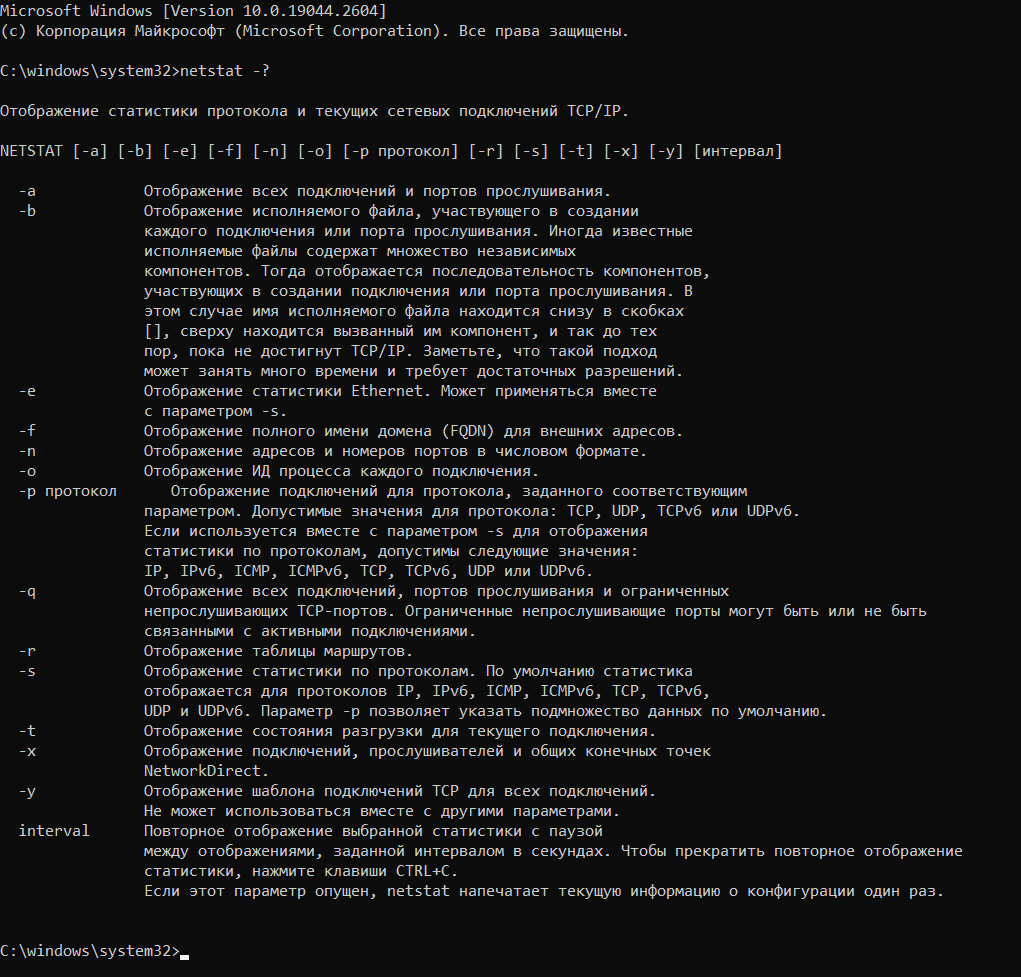 Microsoft Windows [Version 10.0.19044.2604]
(c) Корпорация Майкрософт (Microsoft Corporation). Все права защищены.
C:\windows\system32>netstat -?
Отображение статистики протокола и текущих сетевых подключений TCP/IP.
NETSTAT [-a] [-b] [-e] [-f] [-n] [-o] [-p протокол] [-r] [-s] [-t] [-x] [-y] [интервал]
-a Отображение всех подключений и портов прослушивания.
-b Отображение исполняемого файла, участвующего в создании
каждого подключения или порта прослушивания. Иногда известные
исполняемые файлы содержат множество независимых
компонентов. Тогда отображается последовательность компонентов,
участвующих в создании подключения или порта прослушивания. В
этом случае имя исполняемого файла находится снизу в скобках
[], сверху находится вызванный им компонент, и так до тех
пор, пока не достигнут TCP/IP. Заметьте, что такой подход
может занять много времени и требует достаточных разрешений.
-e Отображение статистики Ethernet. Может применяться вместе
с параметром -s.
-f Отображение полного имени домена (FQDN) для внешних адресов.
-n Отображение адресов и номеров портов в числовом формате.
-o Отображение ИД процесса каждого подключения.
-p протокол Отображение подключений для протокола, заданного соответствующим
параметром. Допустимые значения для протокола: TCP, UDP, TCPv6 или UDPv6.
Если используется вместе с параметром -s для отображения
статистики по протоколам, допустимы следующие значения:
IP, IPv6, ICMP, ICMPv6, TCP, TCPv6, UDP или UDPv6.
-q Отображение всех подключений, портов прослушивания и ограниченных
непрослушивающих TCP-портов. Ограниченные непрослушивающие порты могут быть или не быть
связанными с активными подключениями.
-r Отображение таблицы маршрутов.
-s Отображение статистики по протоколам. По умолчанию статистика
отображается для протоколов IP, IPv6, ICMP, ICMPv6, TCP, TCPv6,
UDP и UDPv6. Параметр -p позволяет указать подмножество данных по умолчанию.
-t Отображение состояния разгрузки для текущего подключения.
-x Отображение подключений, прослушивателей и общих конечных точек
NetworkDirect.
-y Отображение шаблона подключений TCP для всех подключений.
Не может использоваться вместе с другими параметрами.
interval Повторное отображение выбранной статистики с паузой
между отображениями, заданной интервалом в секундах. Чтобы прекратить повторное отображение
статистики, нажмите клавиши CTRL+C.
Если этот параметр опущен, netstat напечатает текущую информацию о конфигурации один раз.
C:\windows\system32>